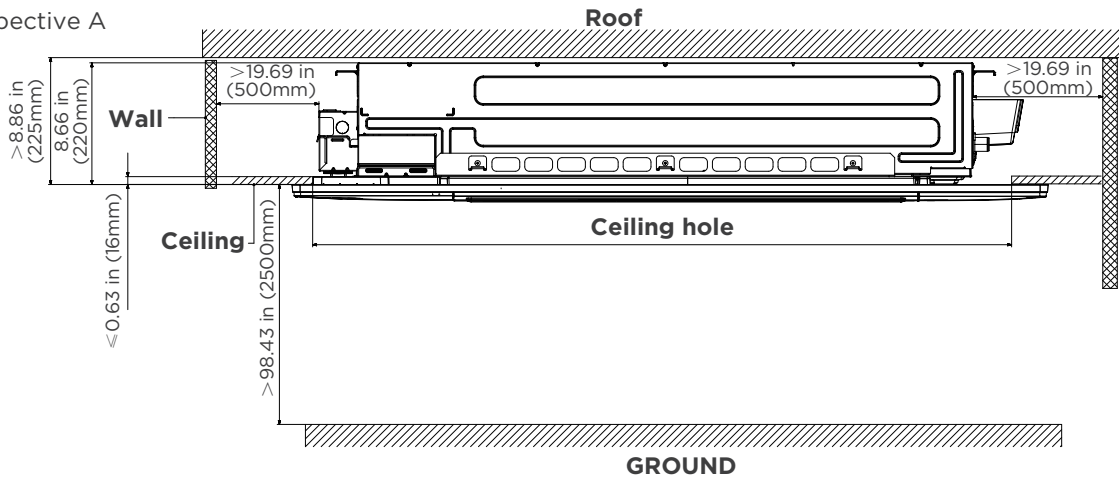 pective A
Roof
>19.69 in
(500mm)
>19.69 in
(500mm)
>8.86 in
(225mm)
8.66 in
(220mm)
Wall
Ceiling
Ceiling hole
⩽0.63 in (16mm)
>98.43 in (2500mm)
GROUND